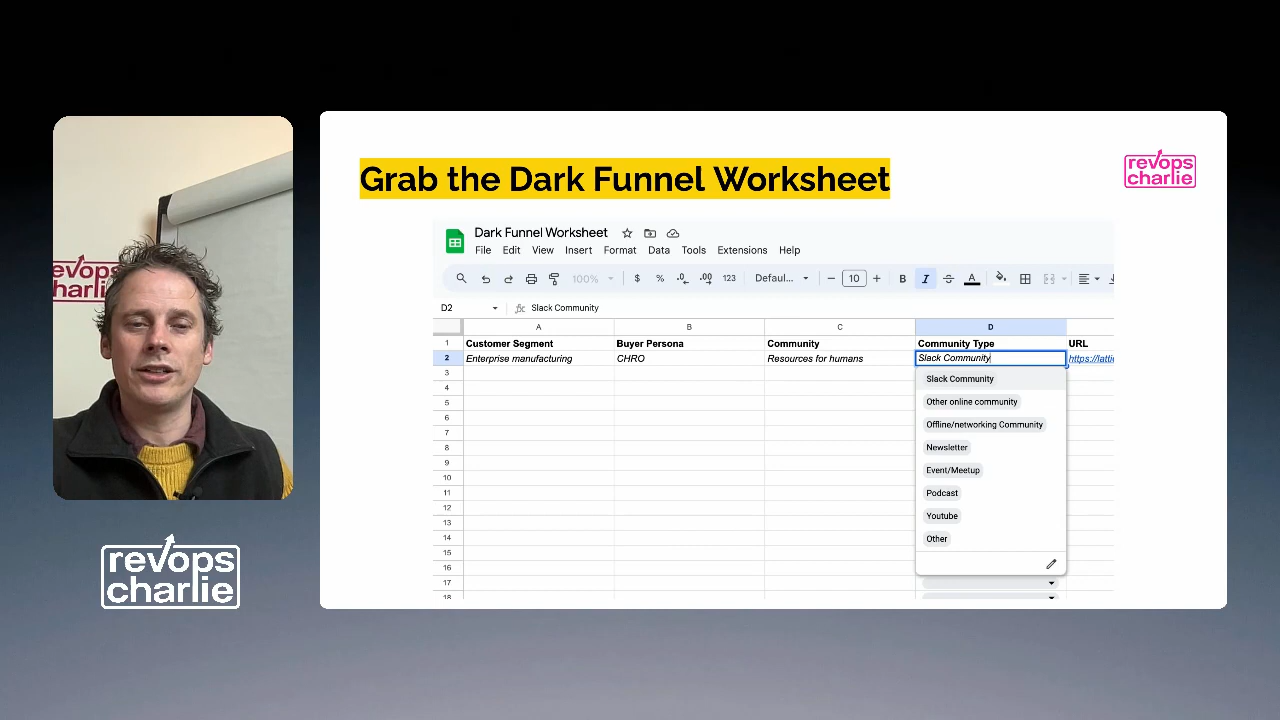 Grab the Dark Funnel Worksheet
revops
charlie
Dark Funnel Worksheet
File Edit View Insert Format Data Tools Extensions Help
100% $ % .0 .00 123 Defaul... - 10 + B I S A
D2 fx Slack Community
A B C D
1 Customer Segment Buyer Persona Community Community Type URL
2 Enterprise manufacturing CHRO Resources for humans Slack Community https://latti
3
Slack Community
4
5
Other online community
6
Offline/networking Community
7
8
Newsletter
9
Event/Meetup
10
11
Podcast
12
13
Youtube
14
Other
15
16
17
18
revops
charlie
revops
charlie